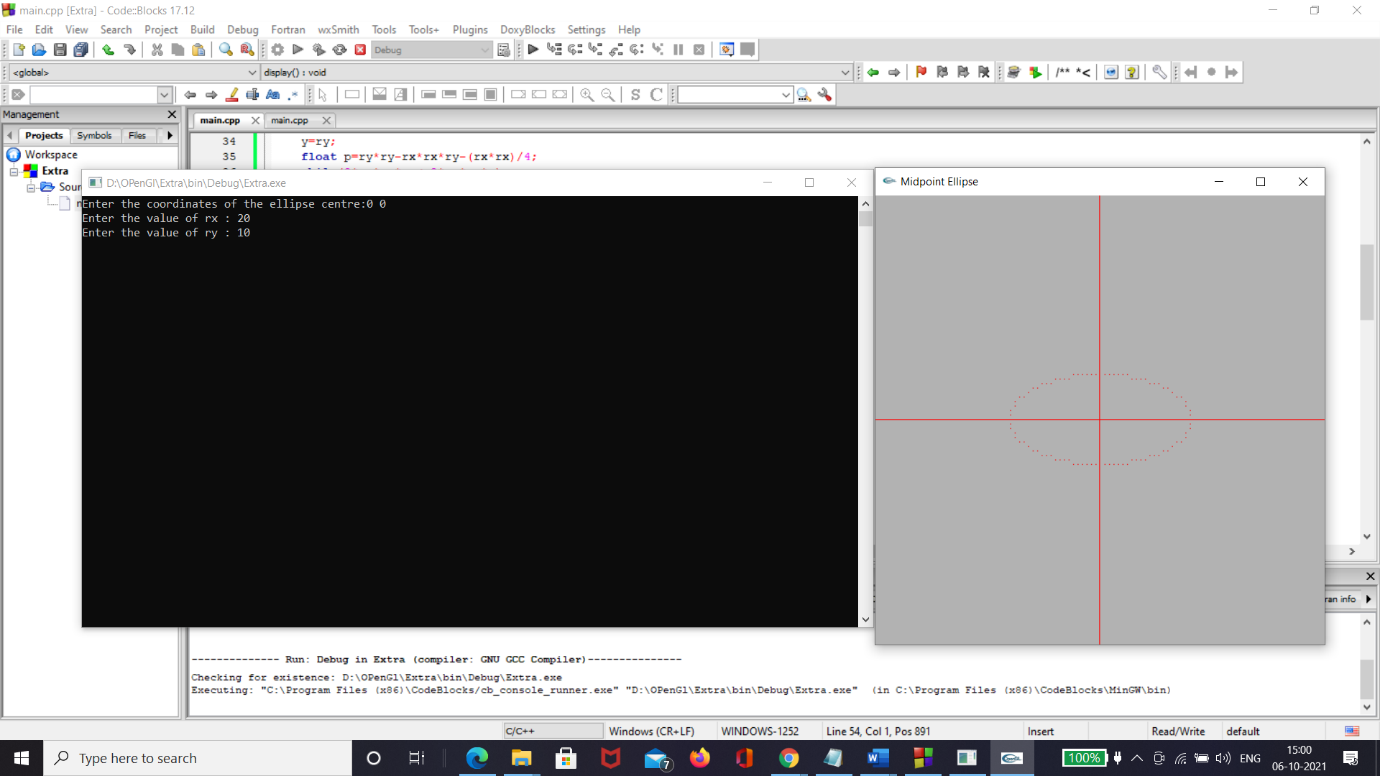 main.cpp [Extra] - Code::Blocks 17.12
File Edit View Search Project Build Debug Fortran wxSmith Tools Tools+ Plugins DoxyBlocks Settings Help
Debug
<global> display() : void
/** *<
S C
Management
Projects Symbols Files
main.cpp main.cpp
Workspace
Extra
Sour
34 y=ry;
35 float p=ry*ry-rx*rx*ry-(rx*rx)/4;
D:\OPenGl\Extra\bin\Debug\Extra.exe
Enter the coordinates of the ellipse centre:0 0
Enter the value of rx : 20
Enter the value of ry : 10
Midpoint Ellipse
ran info
-------------- Run: Debug in Extra (compiler: GNU GCC Compiler)---------------
Checking for existence: D:\OPenGl\Extra\bin\Debug\Extra.exe
Executing: "C:\Program Files (x86)\CodeBlocks/cb_console_runner.exe" "D:\OPenGl\Extra\bin\Debug\Extra.exe"  (in C:\Program Files (x86)\CodeBlocks\MinGW\bin)
C/C++ Windows (CR+LF) WINDOWS-1252 Line 54, Col 1, Pos 891 Insert Read/Write default
Type here to search
7
100%
ENG
15:00
06-10-2021